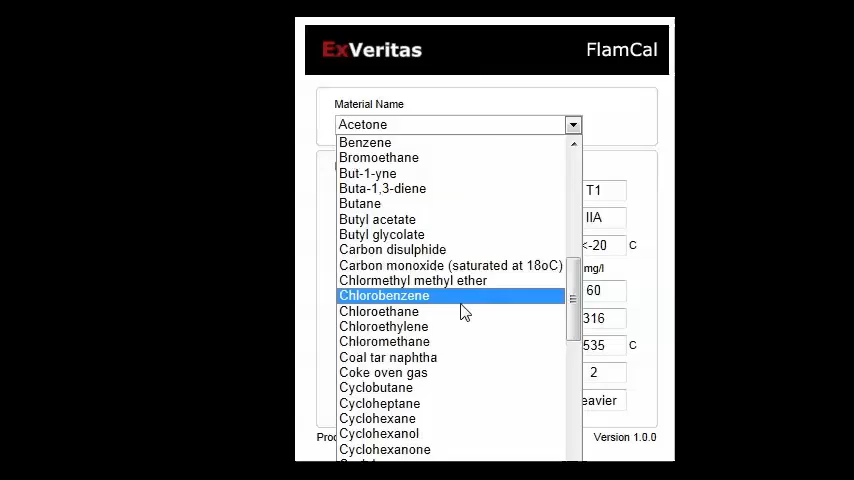 ExVeritas
FlamCal
Material Name
Acetone
Benzene
Bromoethane
But-1-yne
Buta-1,3-diene
Butane
Butyl acetate
Butyl glycolate
Carbon disulphide
Carbon monoxide (saturated at 18oC)
Chlormethyl methyl ether
Chlorobenzene
Chloroethane
Chloroethylene
Chloromethane
Coal tar naphtha
Coke oven gas
Cyclobutane
Cycloheptane
Cyclohexane
Cyclohexanol
Cyclohexanone
T1
IIA
<-20 C
mg/l
60
316
535 C
2
eavier
Version 1.0.0